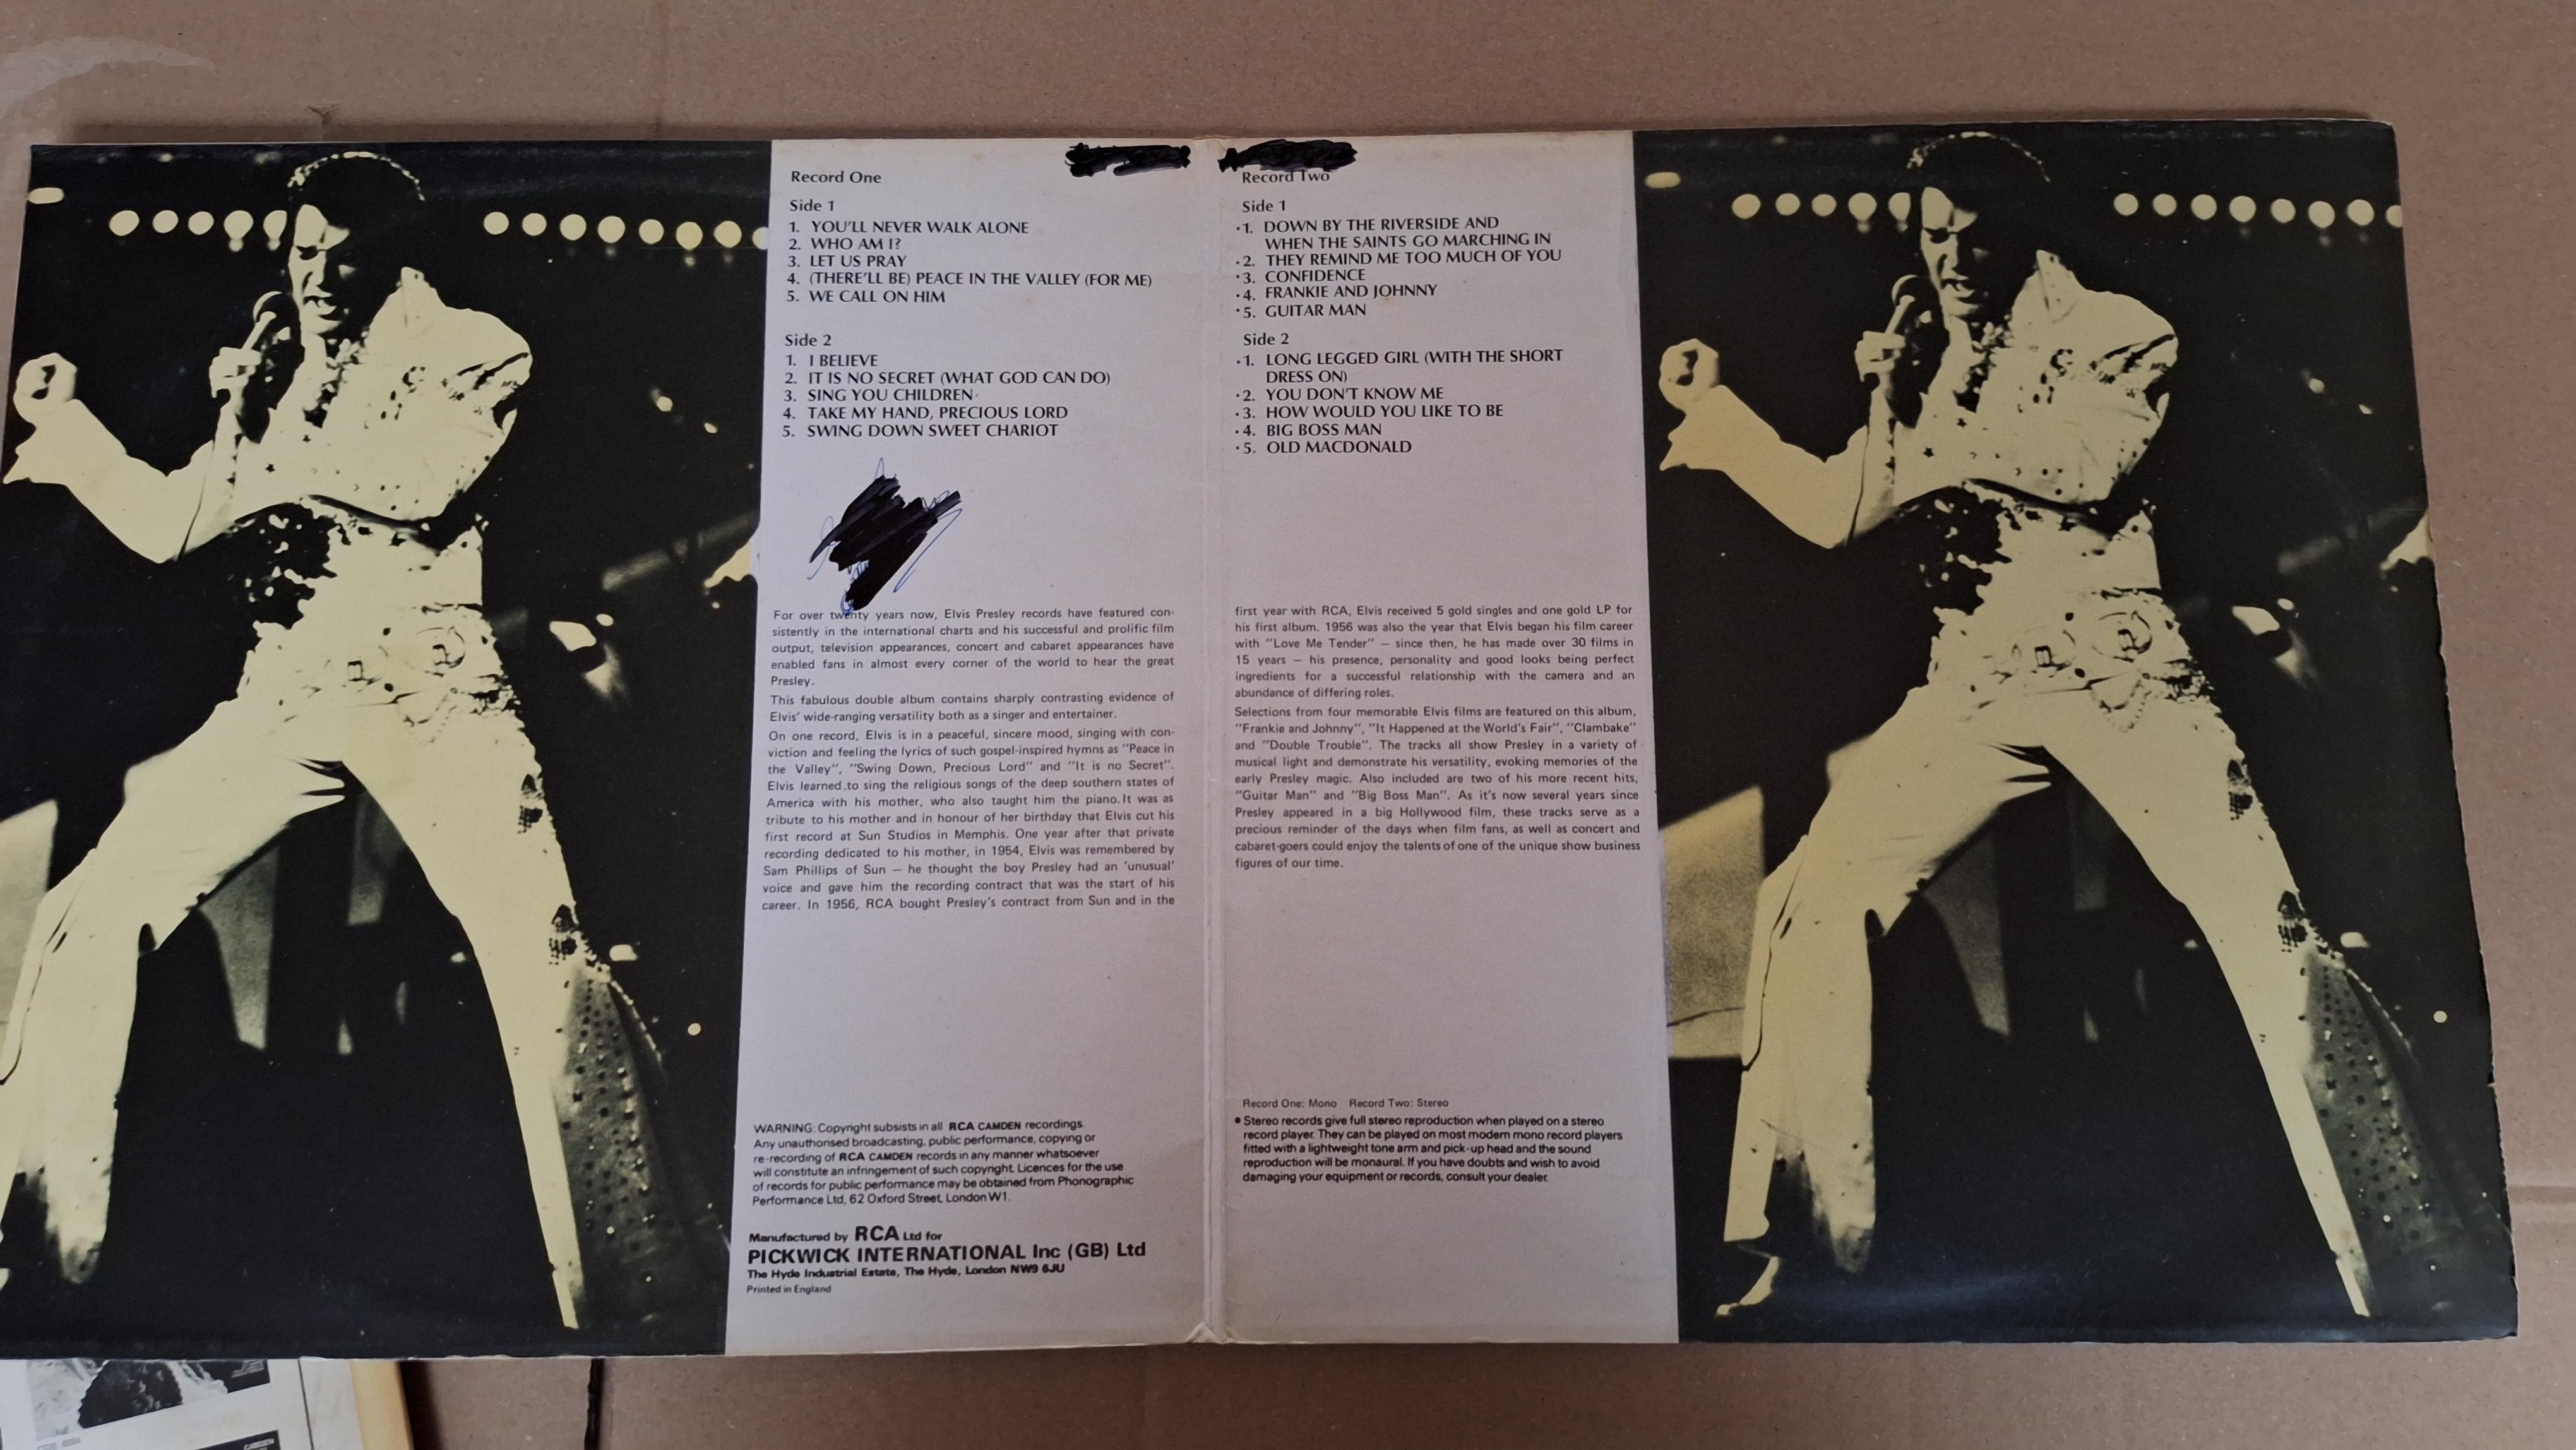 Record One
Side 1
1. YOU'LL NEVER WALK ALONE
2. WHO AM I?
3. LET US PRAY
4. (THERE'LL BE) PEACE IN THE VALLEY (FOR ME)
5. WE CALL ON HIM
Side 2
1. I BELIEVE
2. IT IS NO SECRET (WHAT GOD CAN DO)
3. SING YOU CHILDREN
4. TAKE MY HAND, PRECIOUS LORD
5. SWING DOWN SWEET CHARIOT
For over twenty years now, Elvis Presley records have featured con-
sistently in the international charts and his successful and prolific film
output, television appearances, concert and cabaret appearances have
enabled fans in almost every corner of the world to hear the great
Presley.
This fabulous double album contains sharply contrasting evidence of
Elvis' wide-ranging versatility both as a singer and entertainer.
On one record, Elvis is in a peaceful, sincere mood, singing with con-
viction and feeling the lyrics of such gospel-inspired hymns as "Peace in
the Valley", "Swing Down, Precious Lord" and "It is no Secret".
Elvis learned to sing the religious songs of the deep southern states of
America with his mother, who also taught him the piano. It was as
tribute to his mother and in honour of her birthday that Elvis cut his
first record at Sun Studios in Memphis. One year after that private
recording dedicated to his mother, in 1954, Elvis was remembered by
Sam Phillips of Sun — he thought the boy Presley had an 'unusual'
voice and gave him the recording contract that was the start of his
career. In 1956, RCA bought Presley's contract from Sun and in the
WARNING: Copyright subsists in all RCA CAMDEN recordings.
Any unauthorised broadcasting, public performance, copying or
re-recording of RCA CAMDEN records in any manner whatsoever
will constitute an infringement of such copyright. Licences for the use
of records for public performance may be obtained from Phonographic
Performance Ltd, 62 Oxford Street, London W1.
Manufactured by RCA Ltd for
PICKWICK INTERNATIONAL Inc (GB) Ltd
The Hyde Industrial Estate, The Hyde, London NW9 6JU
Printed in England
Record Two
Side 1
•1. DOWN BY THE RIVERSIDE AND
WHEN THE SAINTS GO MARCHING IN
•2. THEY REMIND ME TOO MUCH OF YOU
•3. CONFIDENCE
•4. FRANKIE AND JOHNNY
•5. GUITAR MAN
Side 2
•1. LONG LEGGED GIRL (WITH THE SHORT
DRESS ON)
•2. YOU DON'T KNOW ME
•3. HOW WOULD YOU LIKE TO BE
•4. BIG BOSS MAN
•5. OLD MACDONALD
first year with RCA, Elvis received 5 gold singles and one gold LP for
his first album. 1956 was also the year that Elvis began his film career
with "Love Me Tender" — since then, he has made over 30 films in
15 years — his presence, personality and good looks being perfect
ingredients for a successful relationship with the camera and an
abundance of differing roles.
Selections from four memorable Elvis films are featured on this album,
"Frankie and Johnny", "It Happened at the World's Fair", "Clambake"
and "Double Trouble". The tracks all show Presley in a variety of
musical light and demonstrate his versatility, evoking memories of the
early Presley magic. Also included are two of his more recent hits,
"Guitar Man" and "Big Boss Man". As it's now several years since
Presley appeared in a big Hollywood film, these tracks serve as a
precious reminder of the days when film fans, as well as concert and
cabaret-goers could enjoy the talents of one of the unique show business
figures of our time.
Record One: Mono Record Two: Stereo
• Stereo records give full stereo reproduction when played on a stereo
record player. They can be played on most modern mono record players
fitted with a lightweight tone arm and pick-up head and the sound
reproduction will be monaural. If you have doubts and wish to avoid
damaging your equipment or records, consult your dealer.